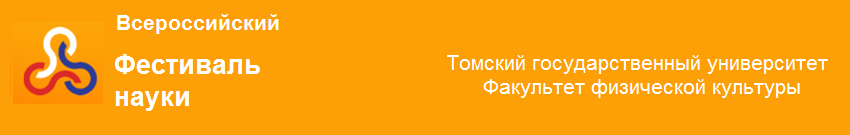 Всероссийский
Фестиваль
науки
Томский государственный университет
Факультет физической культуры